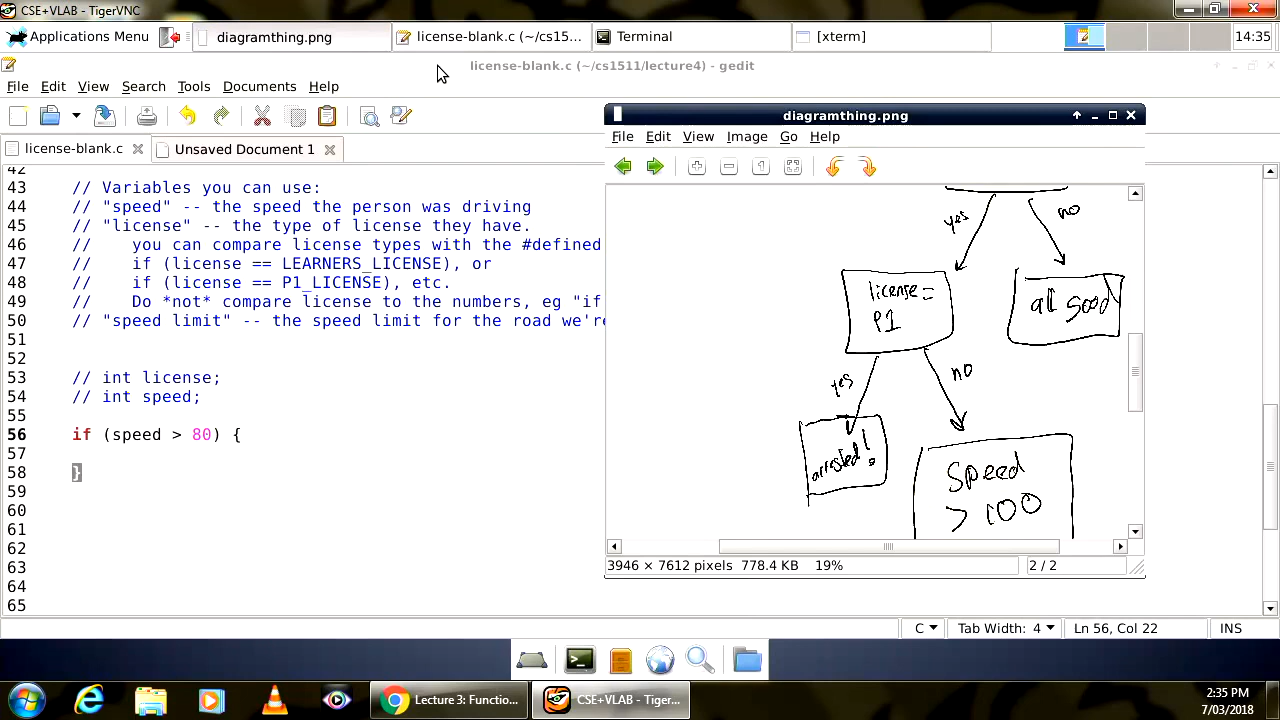 CSE+VLAB - TigerVNC
Applications Menu
diagramthing.png
license-blank.c (~/cs15...
Terminal
[xterm]
14:35
license-blank.c (~/cs1511/lecture4) - gedit
File Edit View Search Tools Documents Help
license-blank.c
Unsaved Document 1
42
43 // Variables you can use:
44 // "speed" -- the speed the person was driving
45 // "license" -- the type of license they have.
46 // you can compare license types with the #defined
47 // if (license == LEARNERS_LICENSE), or
48 // if (license == P1_LICENSE), etc.
49 // Do *not* compare license to the numbers, eg "if
50 // "speed limit" -- the speed limit for the road we're
51
52
53 // int license;
54 // int speed;
55
56 if (speed > 80) {
57
58 }
59
60
61
62
63
64
65
diagramthing.png
File Edit View Image Go Help
yes
no
license =
P1
all good
yes
no
arrested!
Speed
> 100
3946 × 7612 pixels 778.4 KB 19%
2 / 2
C
Tab Width: 4
Ln 56, Col 22
INS
Lecture 3: Functio...
CSE+VLAB - TigerV...
2:35 PM
7/03/2018